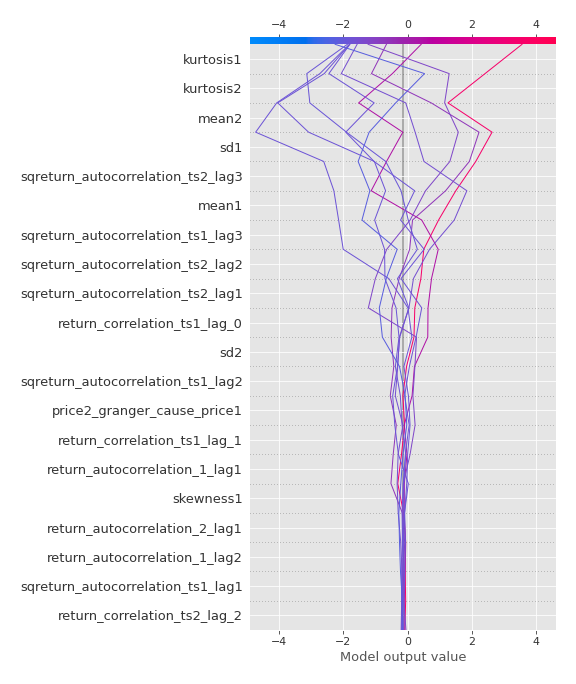 −4 −2 0 2 4
kurtosis1
kurtosis2
mean2
sd1
sqreturn_autocorrelation_ts2_lag3
mean1
sqreturn_autocorrelation_ts1_lag3
sqreturn_autocorrelation_ts2_lag2
sqreturn_autocorrelation_ts2_lag1
return_correlation_ts1_lag_0
sd2
sqreturn_autocorrelation_ts1_lag2
price2_granger_cause_price1
return_correlation_ts1_lag_1
return_autocorrelation_1_lag1
skewness1
return_autocorrelation_2_lag1
return_autocorrelation_1_lag2
sqreturn_autocorrelation_ts1_lag1
return_correlation_ts2_lag_2
−4 −2 0 2 4
Model output value